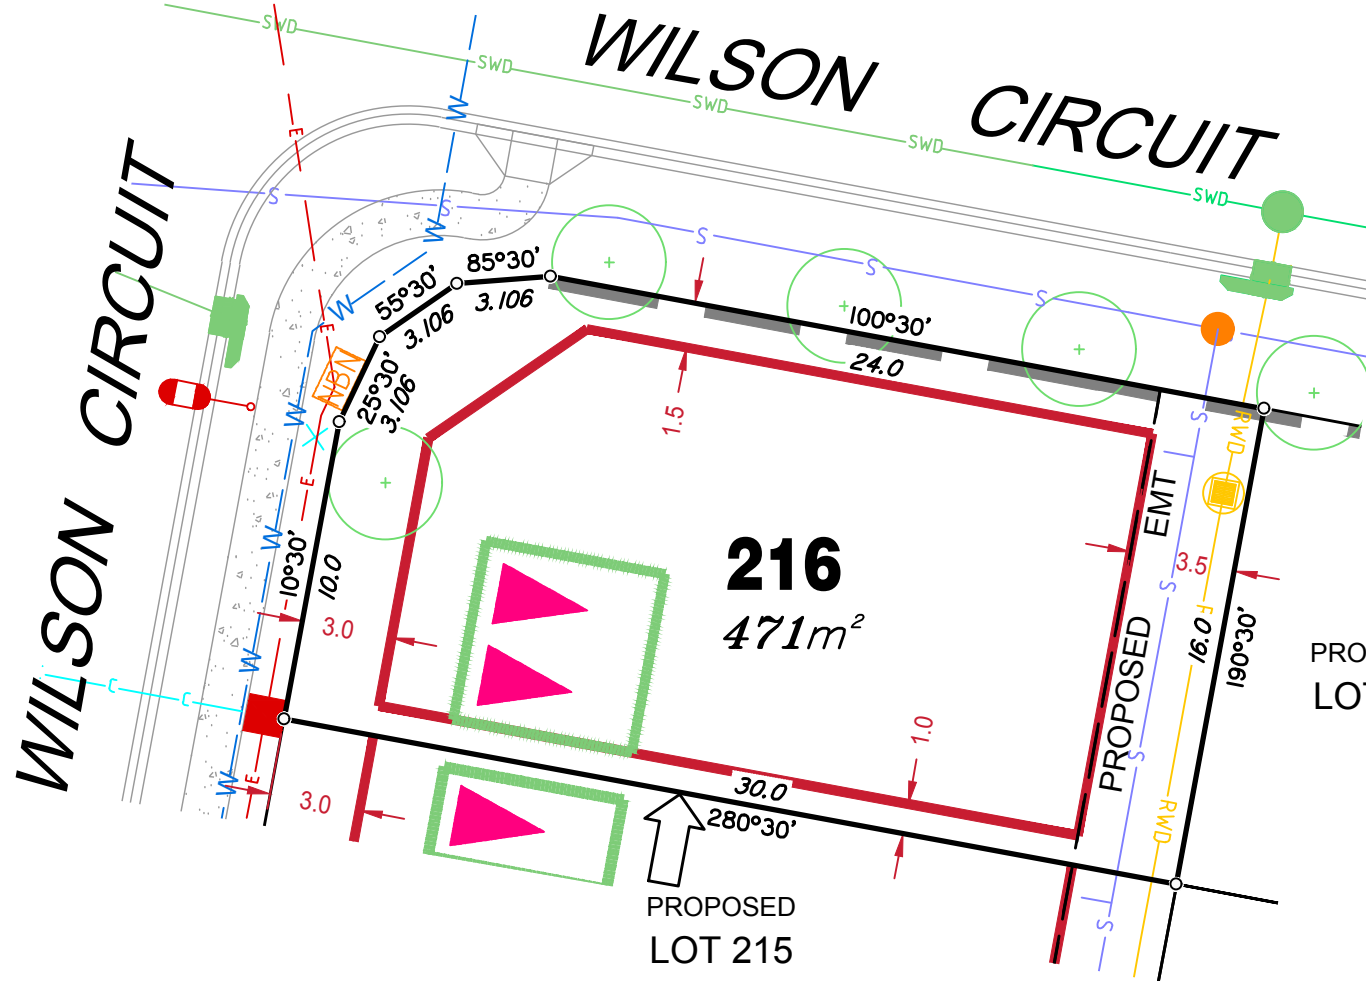 WILSON CIRCUIT
WILSON CIRCUIT
SWD
SWD
SWD
SWD
SWD
E
W
S
S
W
S
S
S
85°30'
3.106
55°30'
3.106
25°30'
3.106
100°30'
24.0
W
E
NBN
W
E
W
10°30'
10.0
3.0
W
C
C
W
E
3.0
1.5
216
471m²
1.0
30.0
280°30'
PROPOSED
LOT 215
PROPOSED EMT
S
S
S
S
RWD
3.5
F
16.0
190°30'
RWD
PRO
LOT